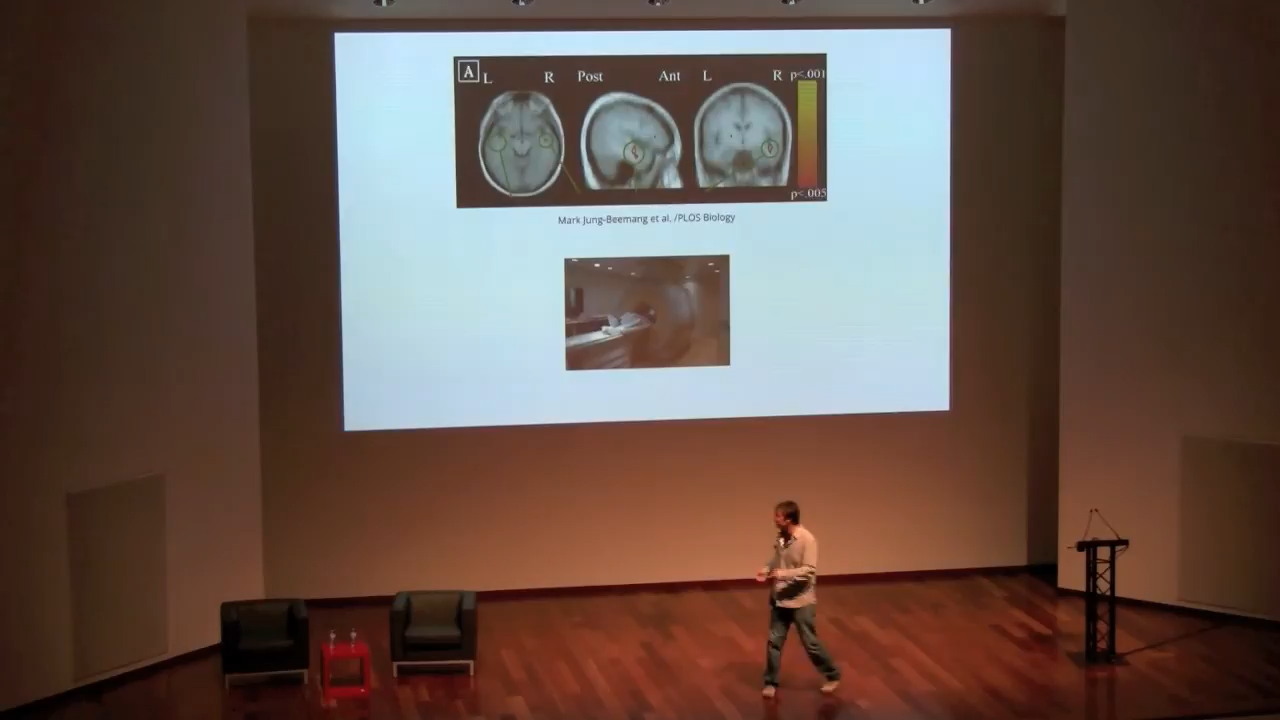 A L R Post Ant L R p<.001
p<.005
Mark Jung-Beemang et al. /PLOS Biology